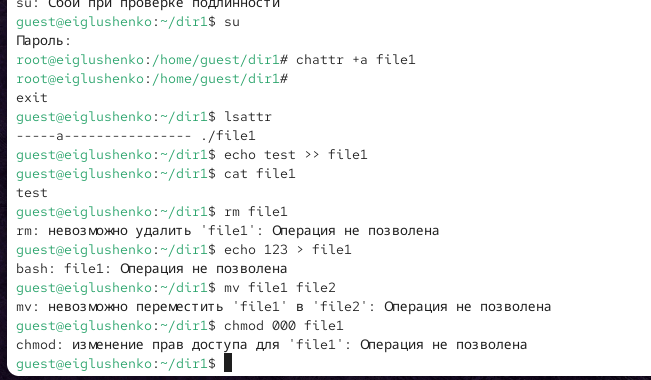 su: Сбой при проверке подлинности
guest@eiglushenko:~/dir1$ su
Пароль:
root@eiglushenko:/home/guest/dir1# chattr +a file1
root@eiglushenko:/home/guest/dir1#
exit
guest@eiglushenko:~/dir1$ lsattr
-----a---------------- ./file1
guest@eiglushenko:~/dir1$ echo test >> file1
guest@eiglushenko:~/dir1$ cat file1
test
guest@eiglushenko:~/dir1$ rm file1
rm: невозможно удалить 'file1': Операция не позволена
guest@eiglushenko:~/dir1$ echo 123 > file1
bash: file1: Операция не позволена
guest@eiglushenko:~/dir1$ mv file1 file2
mv: невозможно переместить 'file1' в 'file2': Операция не позволена
guest@eiglushenko:~/dir1$ chmod 000 file1
chmod: изменение прав доступа для 'file1': Операция не позволена
guest@eiglushenko:~/dir1$